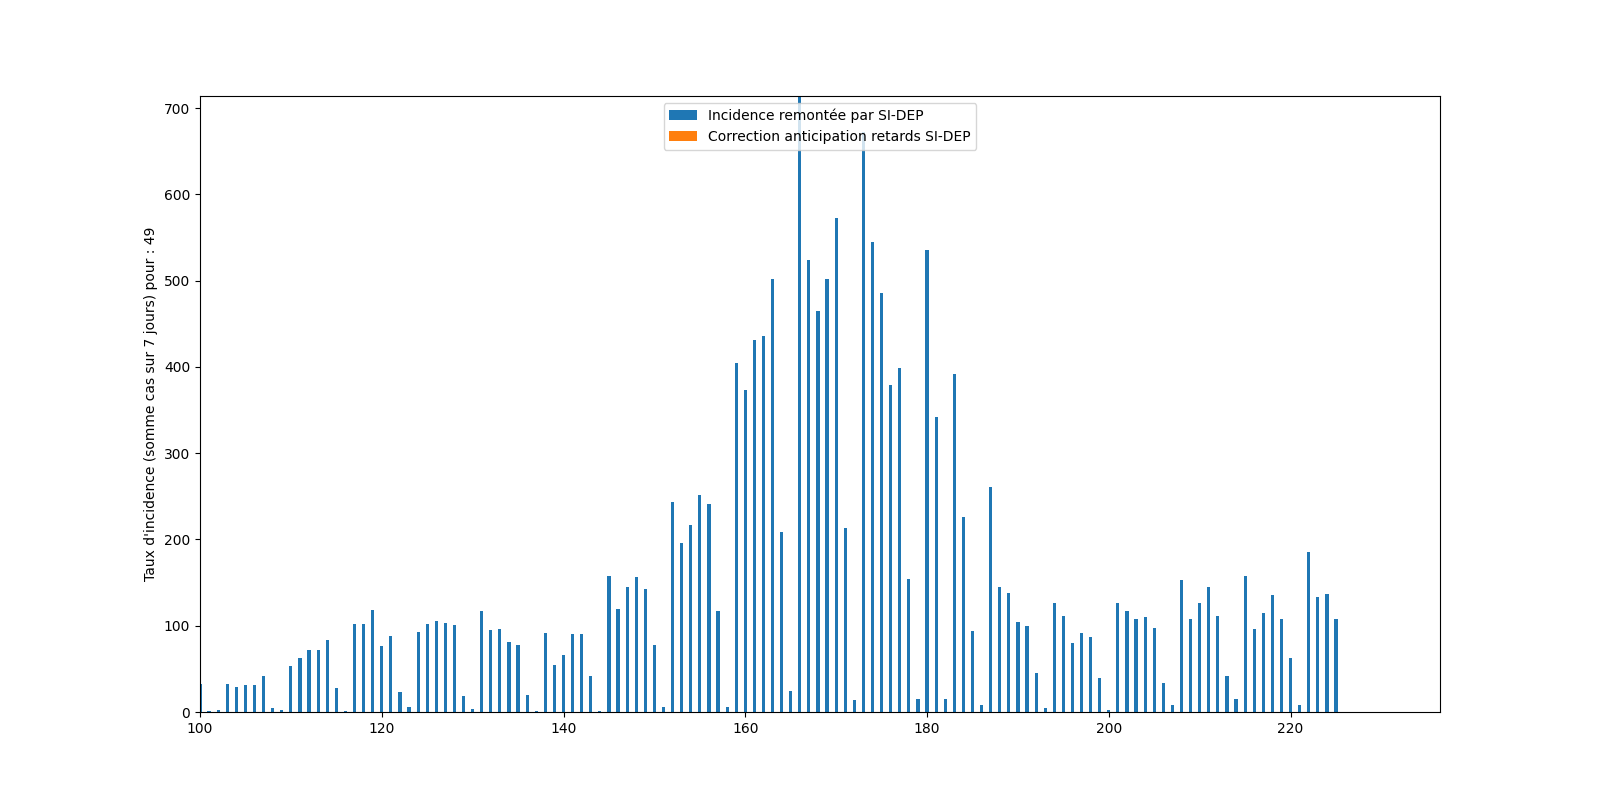 Incidence remontée par SI-DEP
Correction anticipation retards SI-DEP
Taux d'incidence (somme cas sur 7 jours) pour : 49
700
600
500
400
300
200
100
0
100 120 140 160 180 200 220